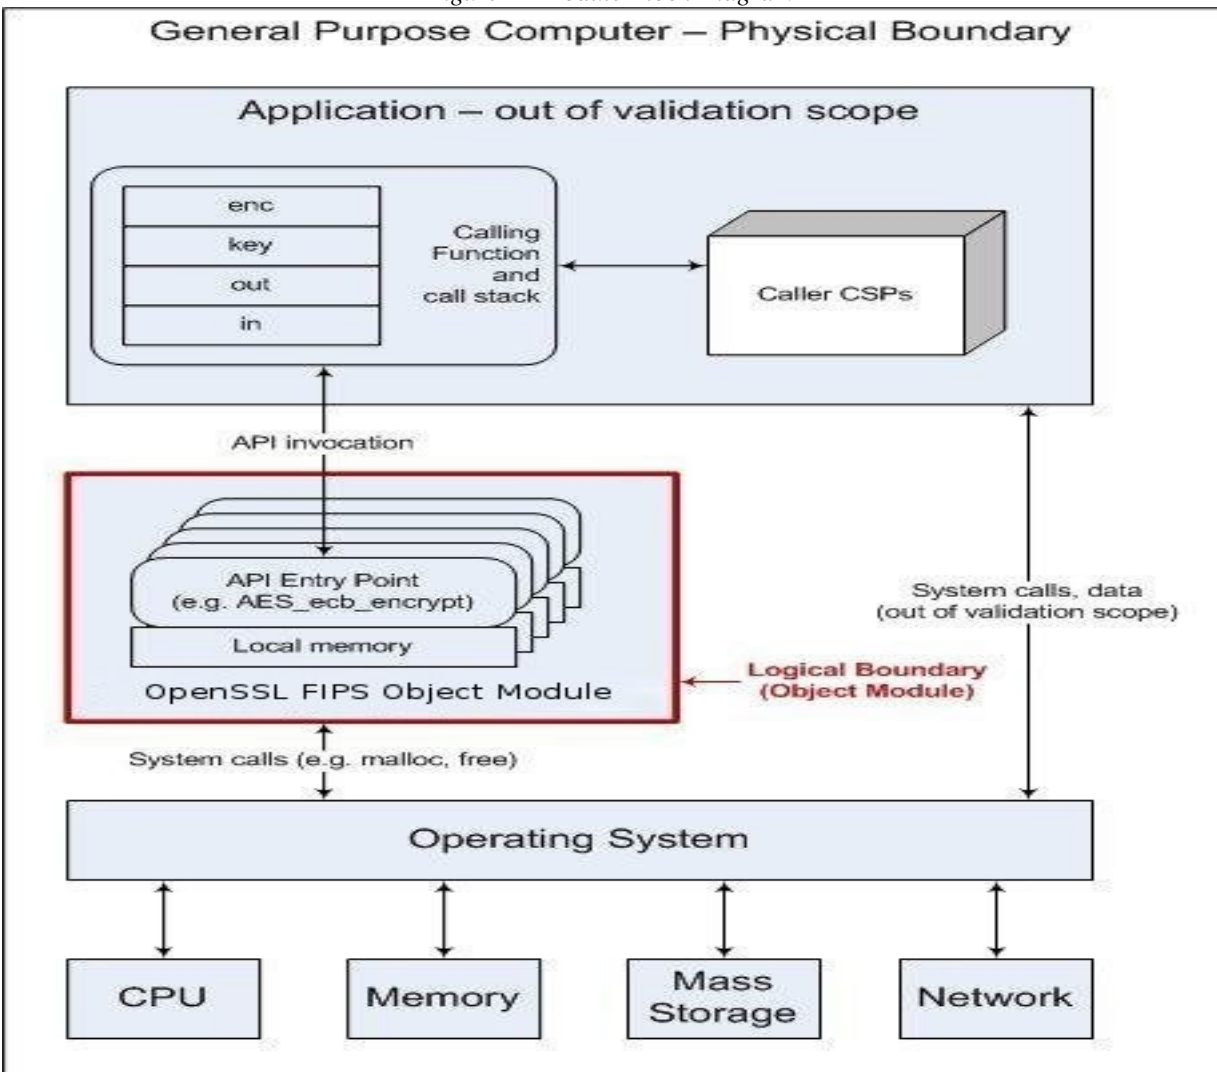 General Purpose Computer – Physical Boundary
Application – out of validation scope
enc
key
out
in
Calling
Function
and
call stack
Caller CSPs
API invocation
API Entry Point
(e.g. AES_ecb_encrypt)
Local memory
OpenSSL FIPS Object Module
System calls, data
(out of validation scope)
Logical Boundary
(Object Module)
System calls (e.g. malloc, free)
Operating System
CPU
Memory
Mass
Storage
Network